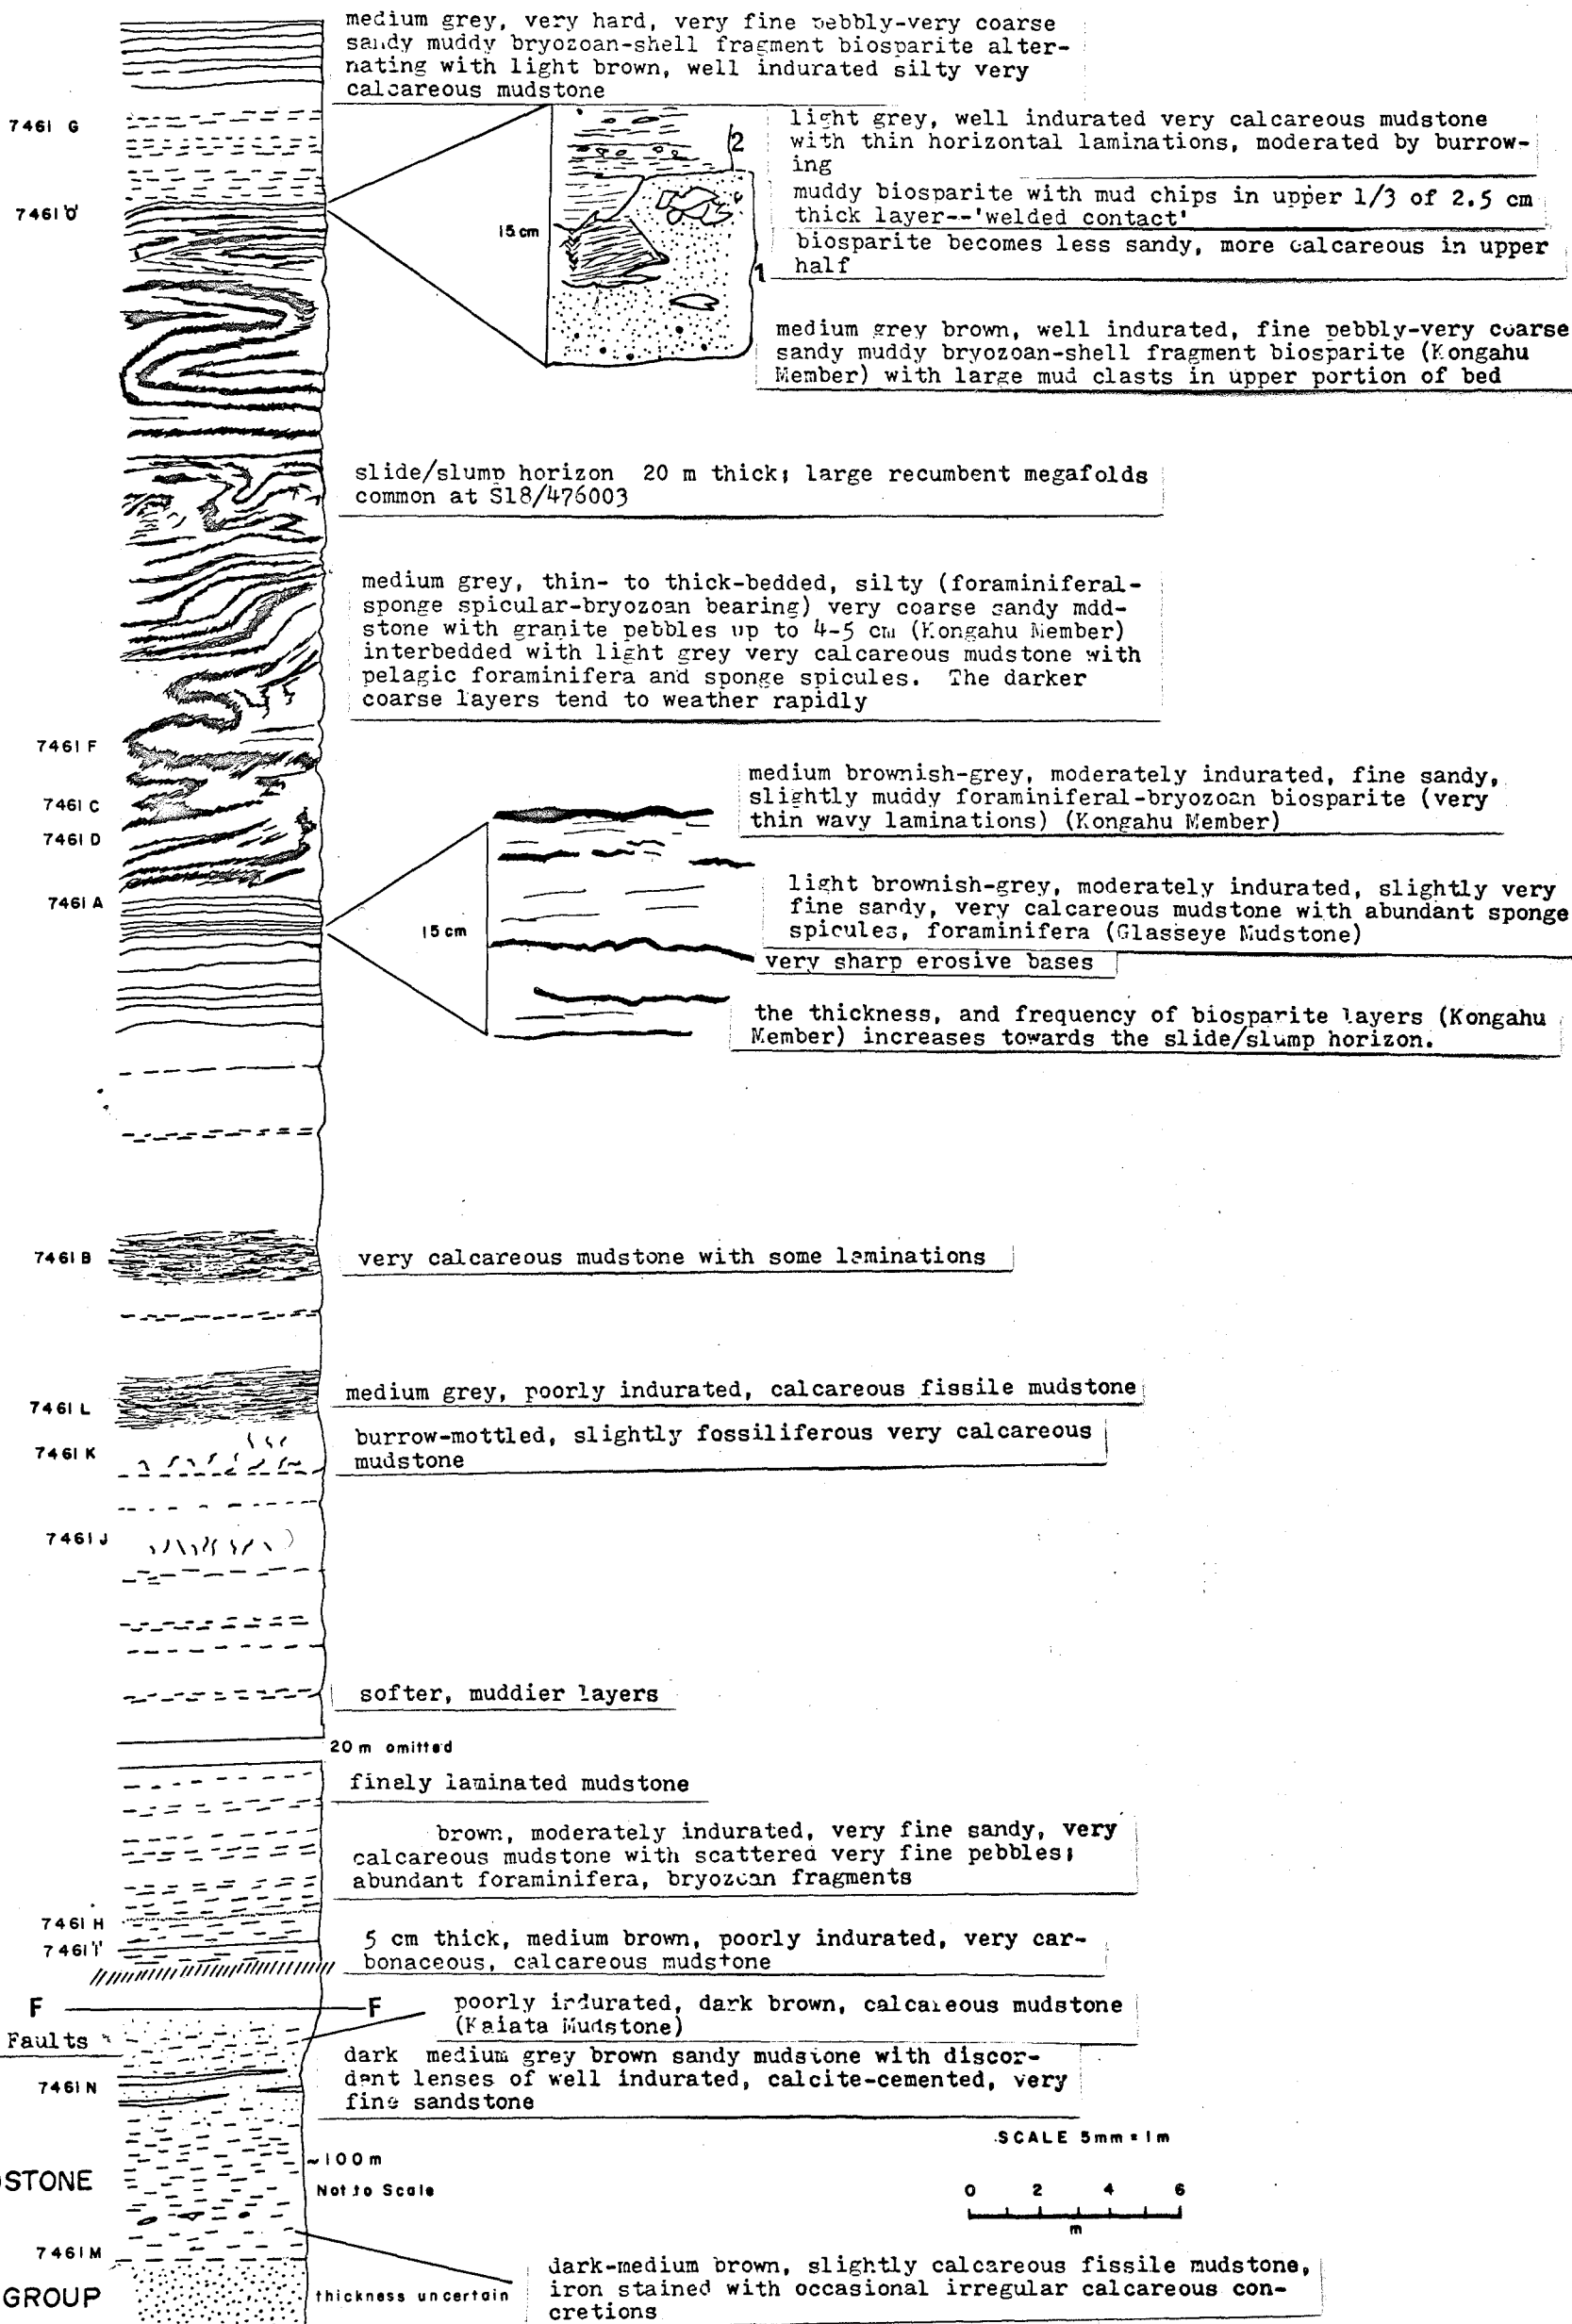 medium grey, very hard, very fine pebbly-very coarse
sandy muddy bryozoan-shell fragment biosparite alter-
nating with light brown, well indurated silty very
calcareous mudstone
7461 G
light grey, well indurated very calcareous mudstone
with thin horizontal laminations, moderated by burrow-
ing
2
muddy biosparite with mud chips in upper 1/3 of 2.5 cm
thick layer--'welded contact'
7461 'O'
15 cm
biosparite becomes less sandy, more calcareous in upper
half
1
medium grey brown, well indurated, fine pebbly-very coarse
sandy muddy bryozoan-shell fragment biosparite (Kongahu
Member) with large mud clasts in upper portion of bed
slide/slump horizon 20 m thick; large recumbent megafolds
common at S18/476003
medium grey, thin- to thick-bedded, silty (foraminiferal-
sponge spicular-bryozoan bearing) very coarse sandy mdd-
stone with granite pebbles up to 4-5 cm (Kongahu Member)
interbedded with light grey very calcareous mudstone with
pelagic foraminifera and sponge spicules. The darker
coarse layers tend to weather rapidly
7461 F
7461 C
7461 D
7461 A
medium brownish-grey, moderately indurated, fine sandy,
slightly muddy foraminiferal-bryozoan biosparite (very
thin wavy laminations) (Kongahu Member)
light brownish-grey, moderately indurated, slightly very
fine sandy, very calcareous mudstone with abundant sponge
spicules, foraminifera (Glasseye Mudstone)
15 cm
very sharp erosive bases
the thickness, and frequency of biosparite layers (Kongahu
Member) increases towards the slide/slump horizon.
7461 B
very calcareous mudstone with some laminations
7461 L
medium grey, poorly indurated, calcareous fissile mudstone
7461 K
burrow-mottled, slightly fossiliferous very calcareous
mudstone
7461 J
softer, muddier layers
20 m omitted
finely laminated mudstone
brown, moderately indurated, very fine sandy, very
calcareous mudstone with scattered very fine pebbles;
abundant foraminifera, bryozoan fragments
7461 H
7461 'I'
5 cm thick, medium brown, poorly indurated, very car-
bonaceous, calcareous mudstone
F F
Faults
poorly indurated, dark brown, calcareous mudstone
(Kaiata Mudstone)
7461 N
dark medium grey brown sandy mudstone with discor-
dant lenses of well indurated, calcite-cemented, very
fine sandstone
SCALE 5mm = 1m
~100 m
Not to Scale
STONE
0 2 4 6
m
7461 M
GROUP
thickness uncertain
dark-medium brown, slightly calcareous fissile mudstone,
iron stained with occasional irregular calcareous con-
cretions